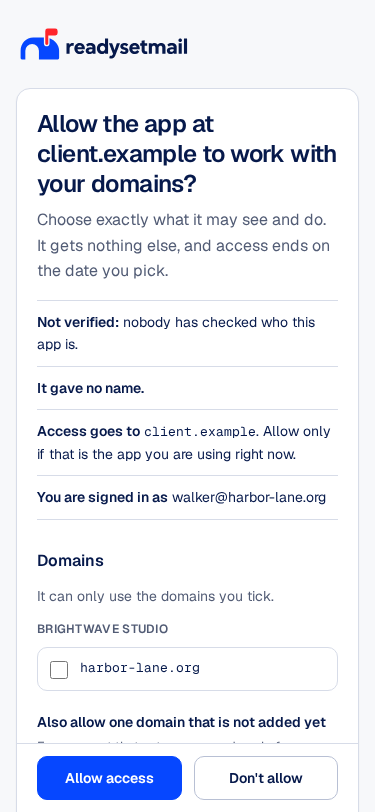 readysetmail
Allow the app at
client.example to work with
your domains?
Choose exactly what it may see and do.
It gets nothing else, and access ends on
the date you pick.
Not verified: nobody has checked who this
app is.
It gave no name.
Access goes to client.example. Allow only
if that is the app you are using right now.
You are signed in as walker@harbor-lane.org
Domains
It can only use the domains you tick.
BRIGHTWAVE STUDIO
harbor-lane.org
Also allow one domain that is not added yet
Allow access
Don't allow